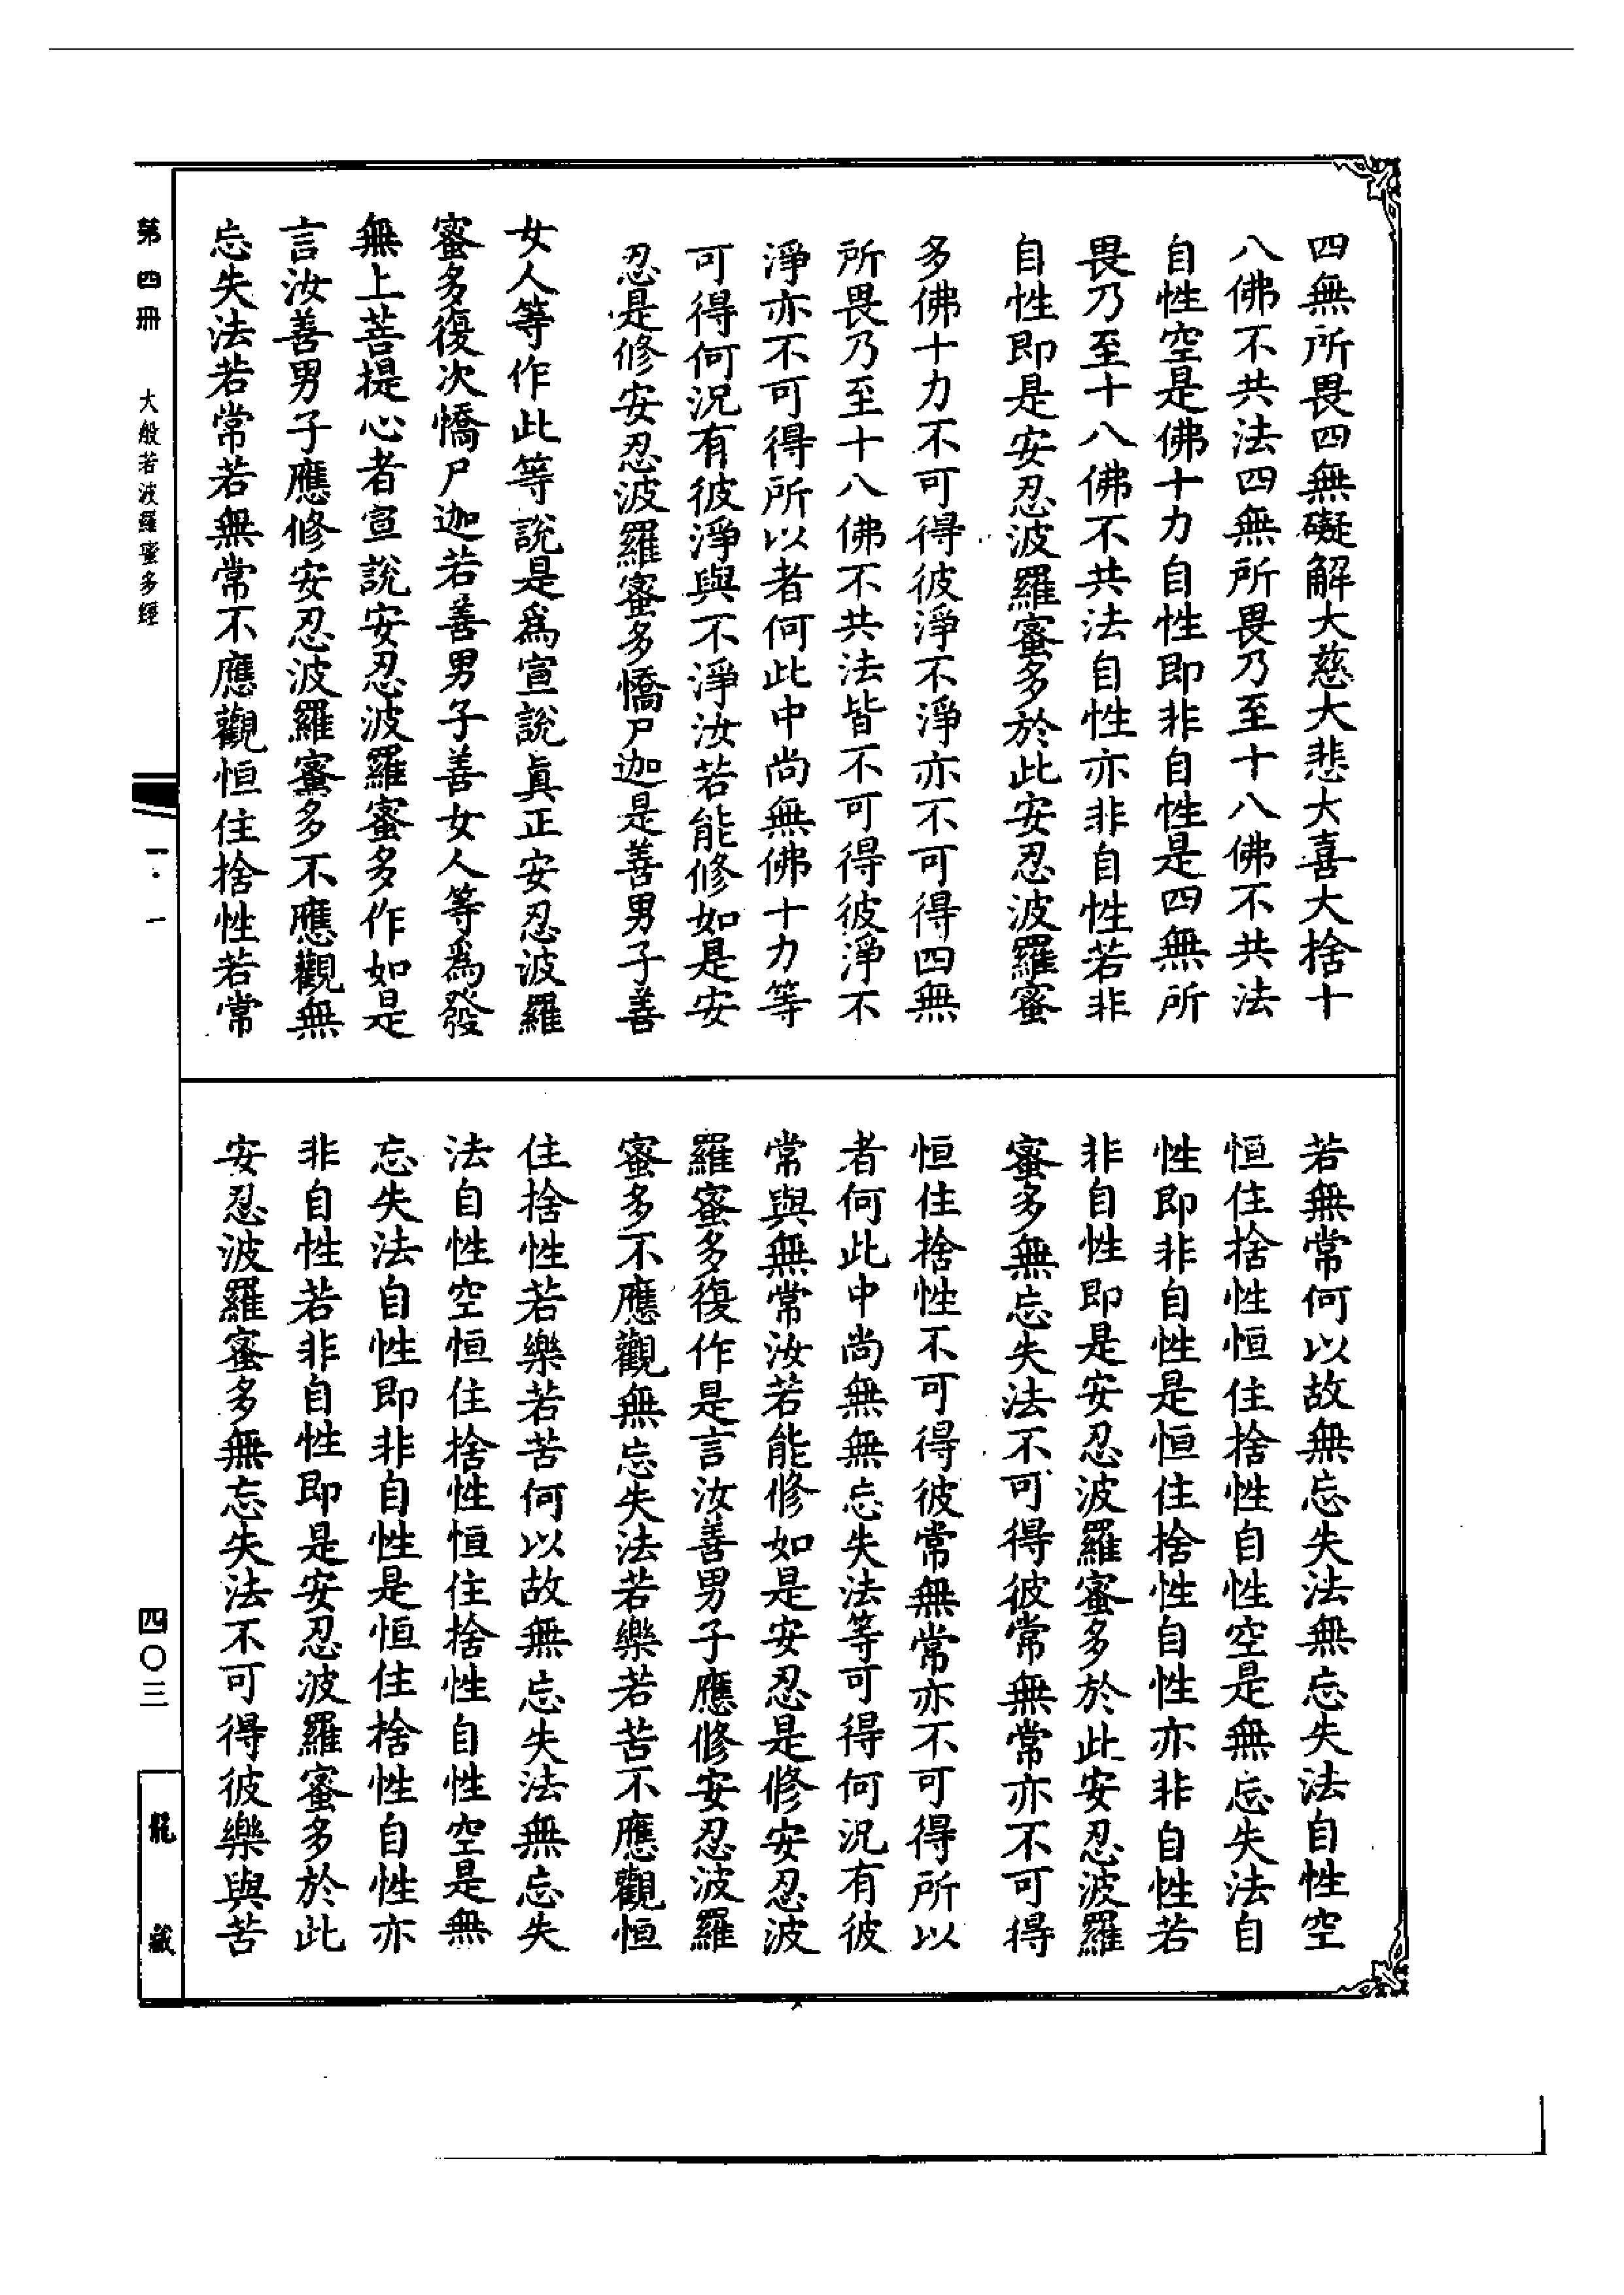 四無所畏四無礙解大慈大悲大喜大捨十
八佛不共法四無所畏乃至十八佛不共法
自性空是佛十力自性即非自性是四無所
畏乃至十八佛不共法自性亦非自性若非
自性即是安忍波羅蜜多於此安忍波羅蜜
多佛十力不可得彼淨不淨亦不可得四無
所畏乃至十八佛不共法皆不可得彼淨不
淨亦不可得所以者何此中尚無佛十力等
可得何況有彼淨與不淨汝若能修如是安
忍是修安忍波羅蜜多憍尸迦是善男子善
女人等作此等說是為宣說真正安忍波羅
蜜多復次憍尸迦若善男子善女人等為發
無上菩提心者宣說安忍波羅蜜多作如是
言汝善男子應修安忍波羅蜜多不應觀無
忘失法若常若無常不應觀恒住捨性若常
若無常何以故無忘失法無忘失法自性空
恒住捨性恒住捨性自性空是無忘失法自
性即非自性是恒住捨性自性亦非自性若
非自性即是安忍波羅蜜多於此安忍波羅
蜜多無忘失法不可得彼常無常亦不可得
恒住捨性不可得彼常無常亦不可得所以
者何此中尚無無忘失法等可得何況有彼
常與無常汝若能修如是安忍是修安忍波
羅蜜多復作是言汝善男子應修安忍波羅
蜜多不應觀無忘失法若樂若苦不應觀恒
住捨性若樂若苦何以故無忘失法無忘失
法自性空恒住捨性恒住捨性自性空是無
忘失法自性即非自性是恒住捨性自性亦
非自性若非自性即是安忍波羅蜜多於此
安忍波羅蜜多無忘失法不可得彼樂與苦
第四冊 大般若波羅蜜多經
一·一
四〇三
龍藏